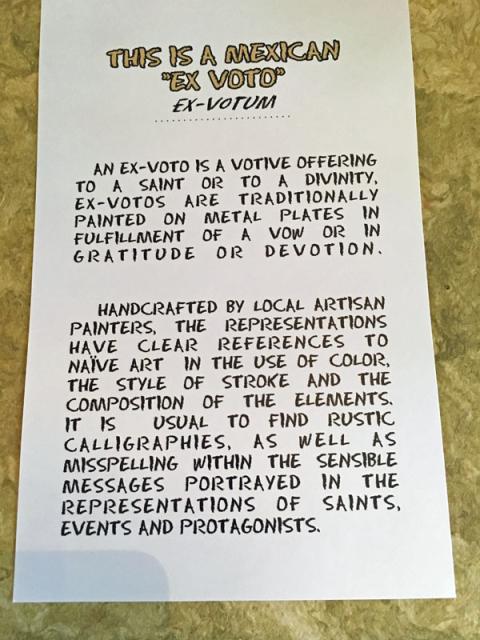 THIS IS A MEXICAN
"EX VOTO"
EX-VOTUM
AN EX-VOTO IS A VOTIVE OFFERING
TO A SAINT OR TO A DIVINITY.
EX-VOTOS ARE TRADITIONALLY
PAINTED ON METAL PLATES IN
FULFILLMENT OF A VOW OR IN
GRATITUDE OR DEVOTION.
HANDCRAFTED BY LOCAL ARTISAN
PAINTERS, THE REPRESENTATIONS
HAVE CLEAR REFERENCES TO
NAÏVE ART IN THE USE OF COLOR,
THE STYLE OF STROKE AND THE
COMPOSITION OF THE ELEMENTS.
IT IS USUAL TO FIND RUSTIC
CALLIGRAPHIES, AS WELL AS
MISSPELLING WITHIN THE SENSIBLE
MESSAGES PORTRAYED IN THE
REPRESENTATIONS OF SAINTS,
EVENTS AND PROTAGONISTS.